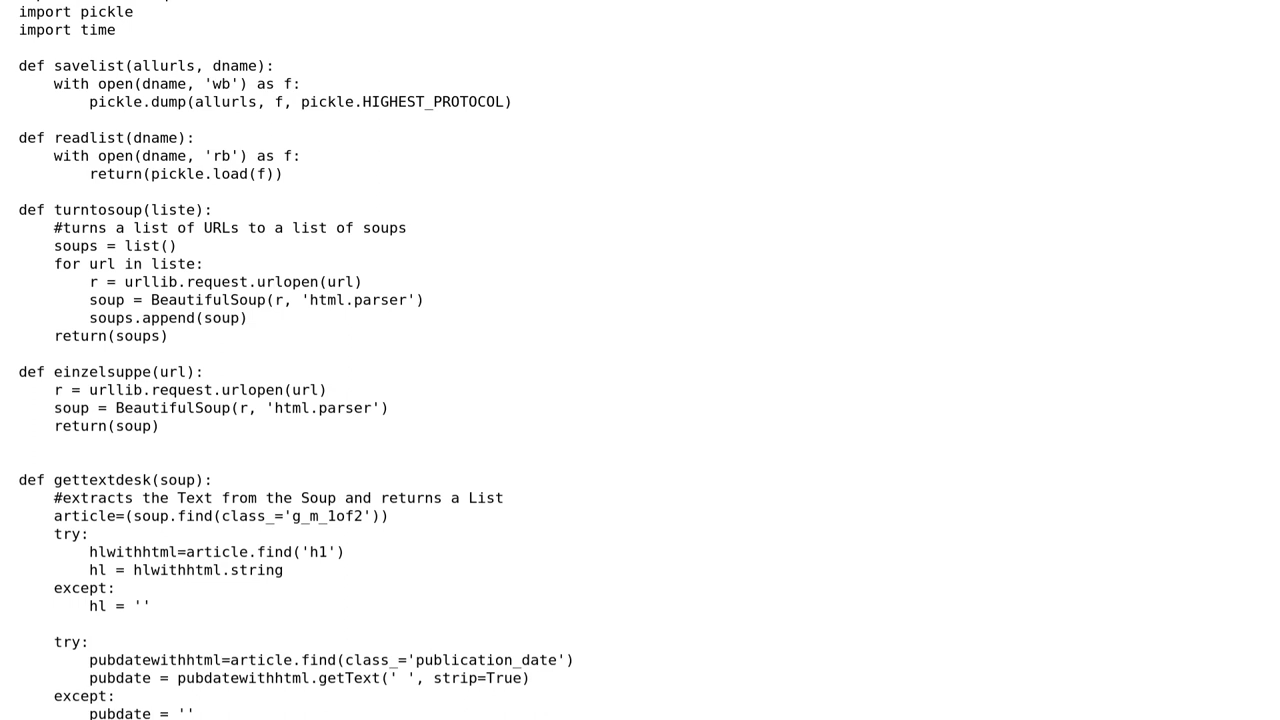 import pickle
import time
def savelist(allurls, dname):
    with open(dname, 'wb') as f:
        pickle.dump(allurls, f, pickle.HIGHEST_PROTOCOL)
def readlist(dname):
    with open(dname, 'rb') as f:
        return(pickle.load(f))
def turntosoup(liste):
    #turns a list of URLs to a list of soups
    soups = list()
    for url in liste:
        r = urllib.request.urlopen(url)
        soup = BeautifulSoup(r, 'html.parser')
        soups.append(soup)
    return(soups)
def einzelsuppe(url):
    r = urllib.request.urlopen(url)
    soup = BeautifulSoup(r, 'html.parser')
    return(soup)
def gettextdesk(soup):
    #extracts the Text from the Soup and returns a List
    article=(soup.find(class_='g_m_1of2'))
    try:
        hlwithhtml=article.find('h1')
        hl = hlwithhtml.string
    except:
        hl = ''
    try:
        pubdatewithhtml=article.find(class_='publication_date')
        pubdate = pubdatewithhtml.getText(' ', strip=True)
    except:
        pubdate = ''